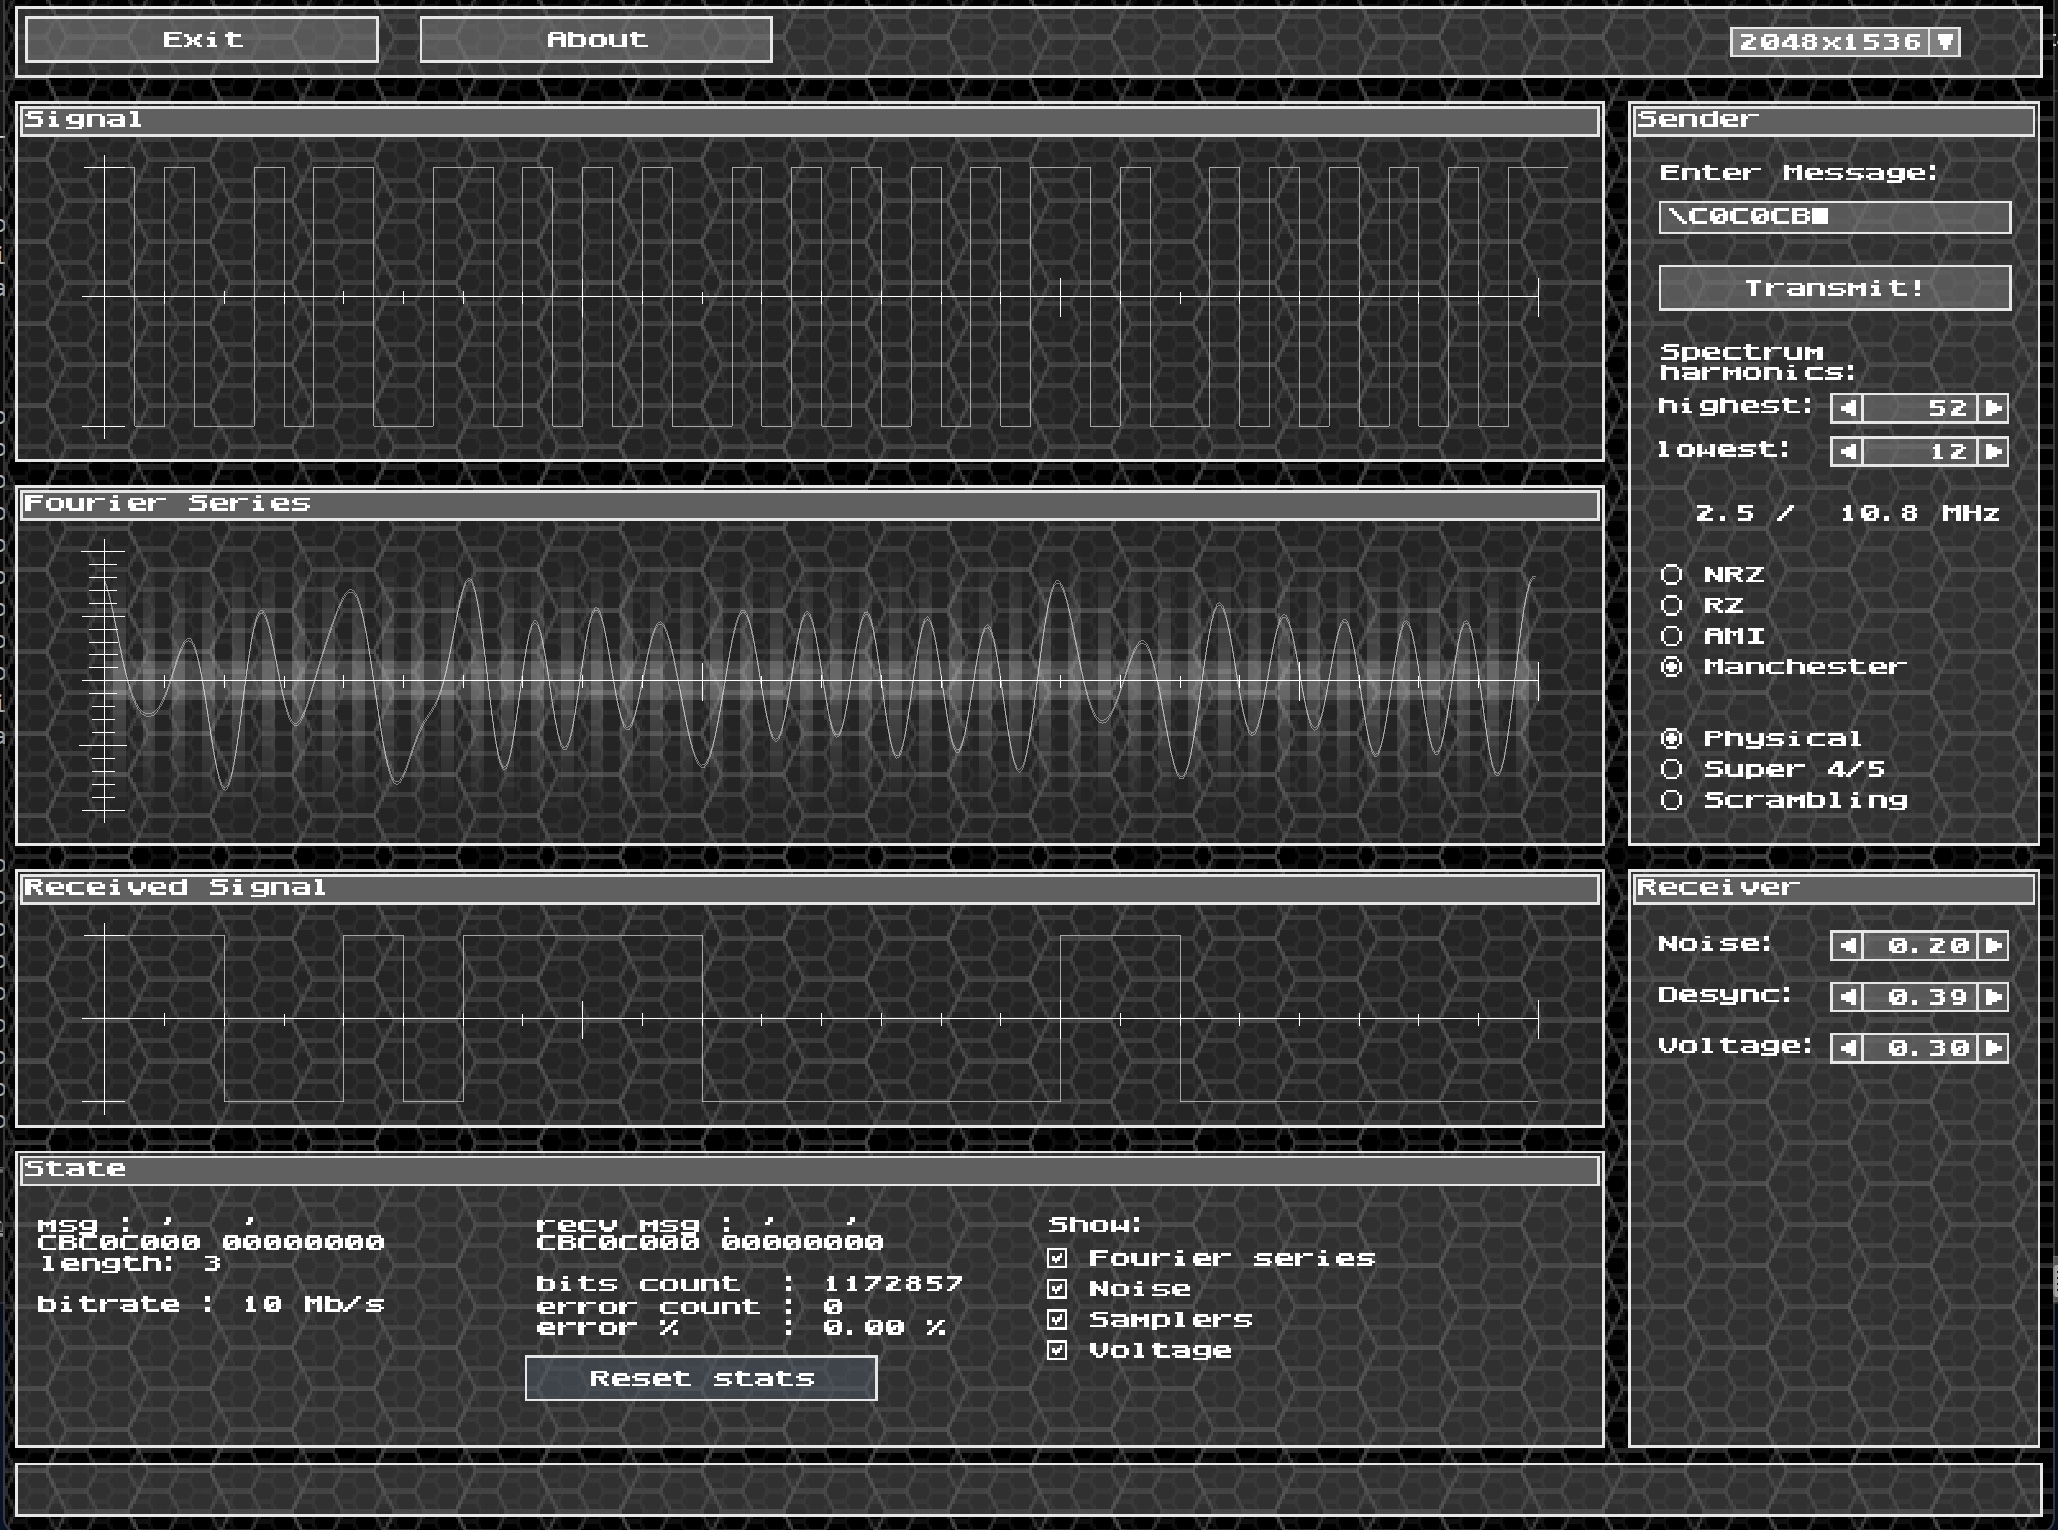 Exit
About
2048x1536
Signal
Sender
Enter Message:
\C0C0CB
Transmit!
Spectrum
harmonics:
highest: 52
lowest: 12
2.5 / 10.8 MHz
NRZ
RZ
AMI
Manchester
Physical
Super 4/5
Scrambling
Fourier Series
Received Signal
Receiver
Noise: 0.20
Desync: 0.39
Voltage: 0.30
State
msg : ' '
CBC0C000 00000000
length: 3
bitrate : 10 Mb/s
recv msg : ' '
CBC0C000 00000000
bits count : 1172857
error count : 0
error % : 0.00 %
Reset stats
Show:
Fourier series
Noise
Samplers
Voltage